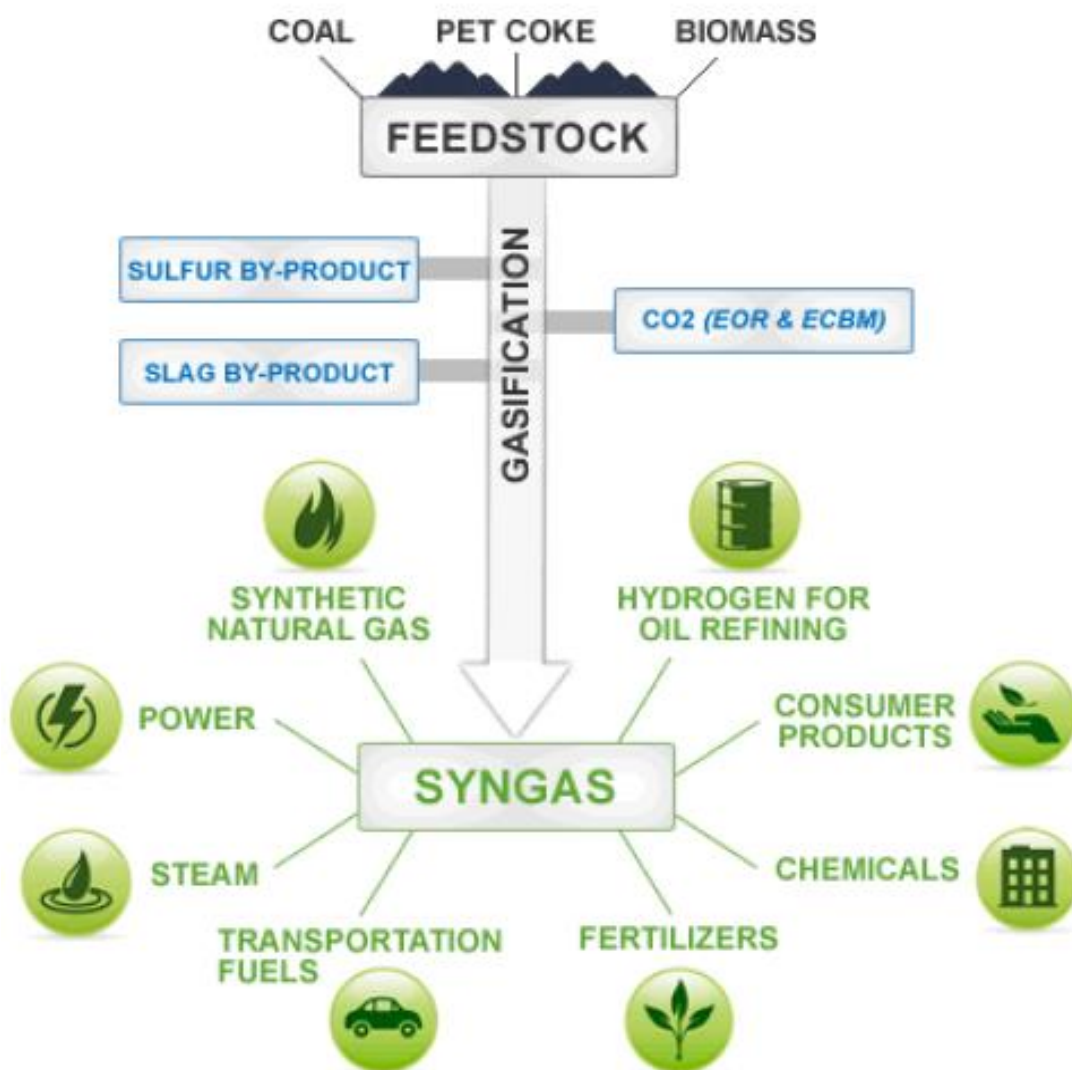 COAL
PET COKE
BIOMASS
FEEDSTOCK
GASIFICATION
SULFUR BY-PRODUCT
CO2 (EOR & ECBM)
SLAG BY-PRODUCT
SYNTHETIC
NATURAL GAS
HYDROGEN FOR
OIL REFINING
POWER
CONSUMER
PRODUCTS
SYNGAS
STEAM
CHEMICALS
TRANSPORTATION
FUELS
FERTILIZERS